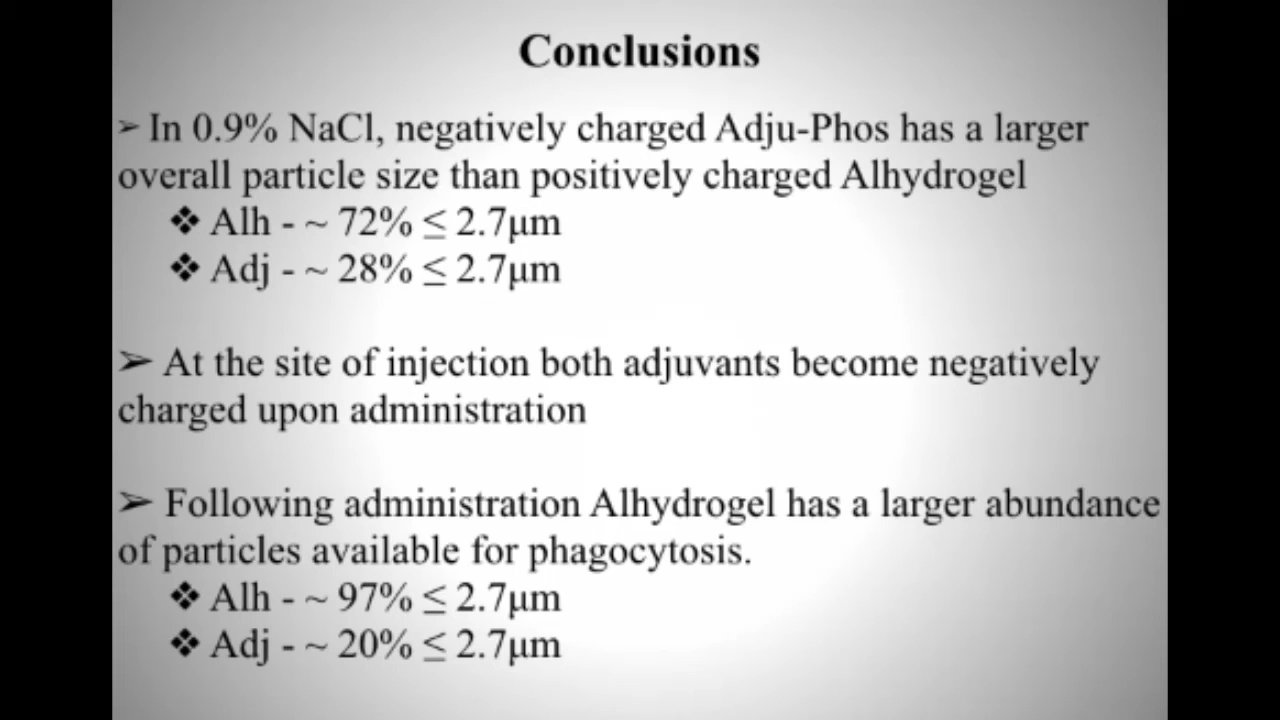 Conclusions
➢ In 0.9% NaCl, negatively charged Adju-Phos has a larger
overall particle size than positively charged Alhydrogel
❖ Alh - ~ 72% ≤ 2.7μm
❖ Adj - ~ 28% ≤ 2.7μm
➢ At the site of injection both adjuvants become negatively
charged upon administration
➢ Following administration Alhydrogel has a larger abundance
of particles available for phagocytosis.
❖ Alh - ~ 97% ≤ 2.7μm
❖ Adj - ~ 20% ≤ 2.7μm